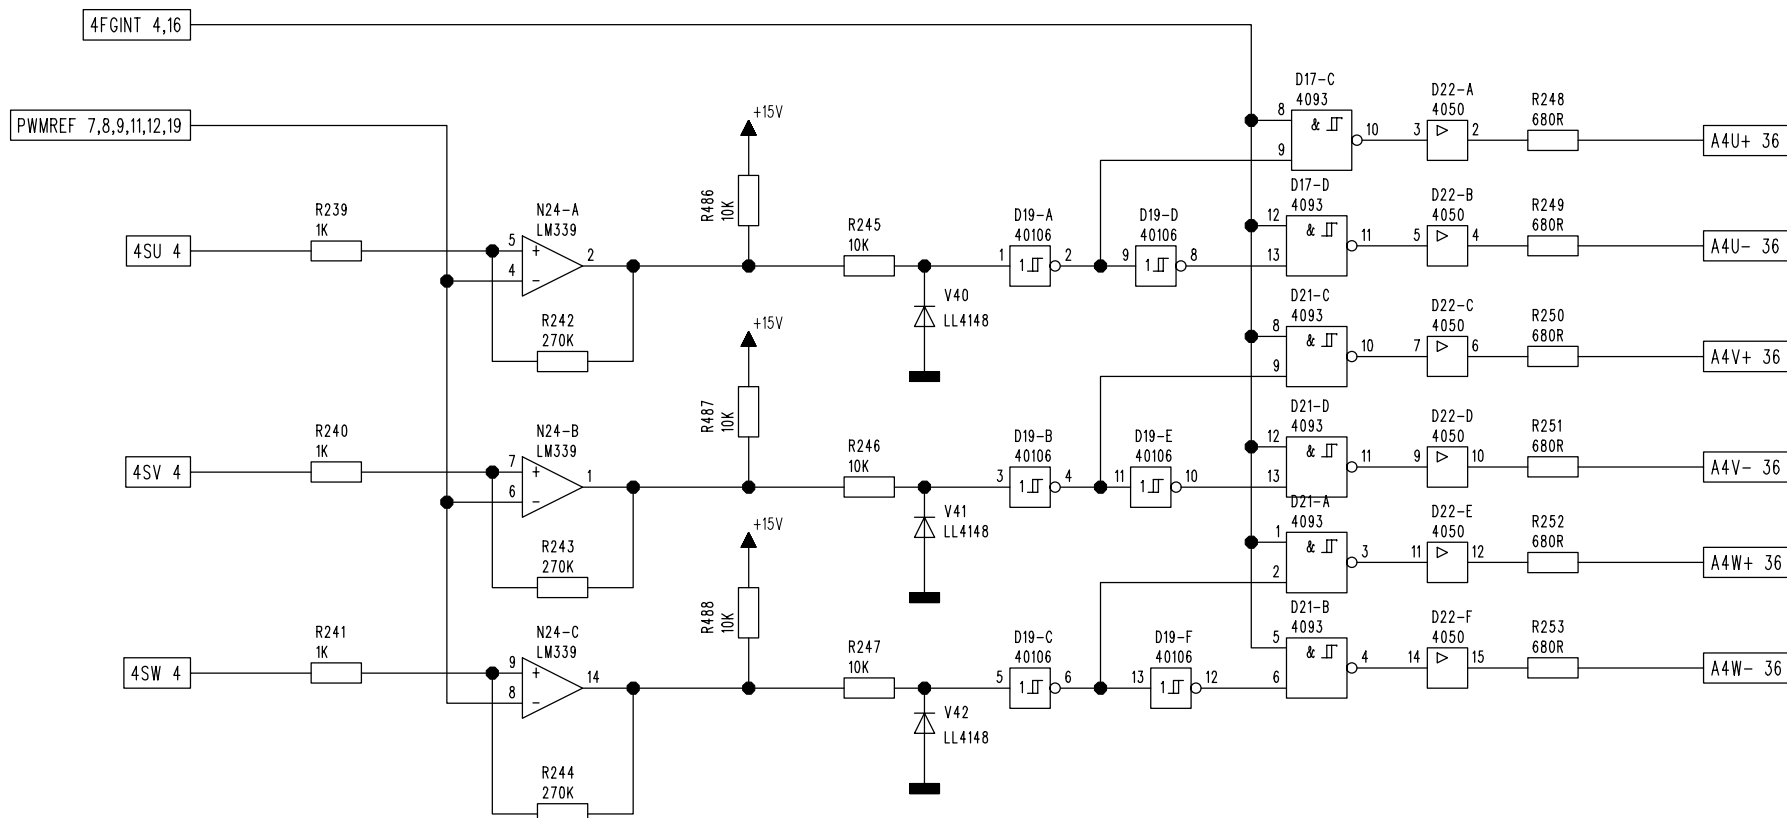 4FGINT 4,16
PWMREF 7,8,9,11,12,19
+15V
D17-C
4093
8
9
& 10
D22-A
4050
3 2
R248
680R
A4U+ 36
4SU 4
R239
1K
N24-A
LM339
5 +
4 -
2
R242
270K
R486
10K
R245
10K
V40
LL4148
D19-A
40106
1 1 2
D19-D
40106
9 1 8
D17-D
4093
12
13
& 11
D22-B
4050
5 4
R249
680R
A4U- 36
+15V
D21-C
4093
8
9
& 10
D22-C
4050
7 6
R250
680R
A4V+ 36
4SV 4
R240
1K
N24-B
LM339
7 +
6 -
1
R243
270K
R487
10K
R246
10K
V41
LL4148
D19-B
40106
3 1 4
D19-E
40106
11 1 10
D21-D
4093
12
13
& 11
D22-D
4050
9 10
R251
680R
A4V- 36
+15V
D21-A
4093
1
2
& 3
D22-E
4050
11 12
R252
680R
A4W+ 36
4SW 4
R241
1K
N24-C
LM339
9 +
8 -
14
R244
270K
R488
10K
R247
10K
V42
LL4148
D19-C
40106
5 1 6
D19-F
40106
13 1 12
D21-B
4093
5
6
& 4
D22-F
4050
14 15
R253
680R
A4W- 36